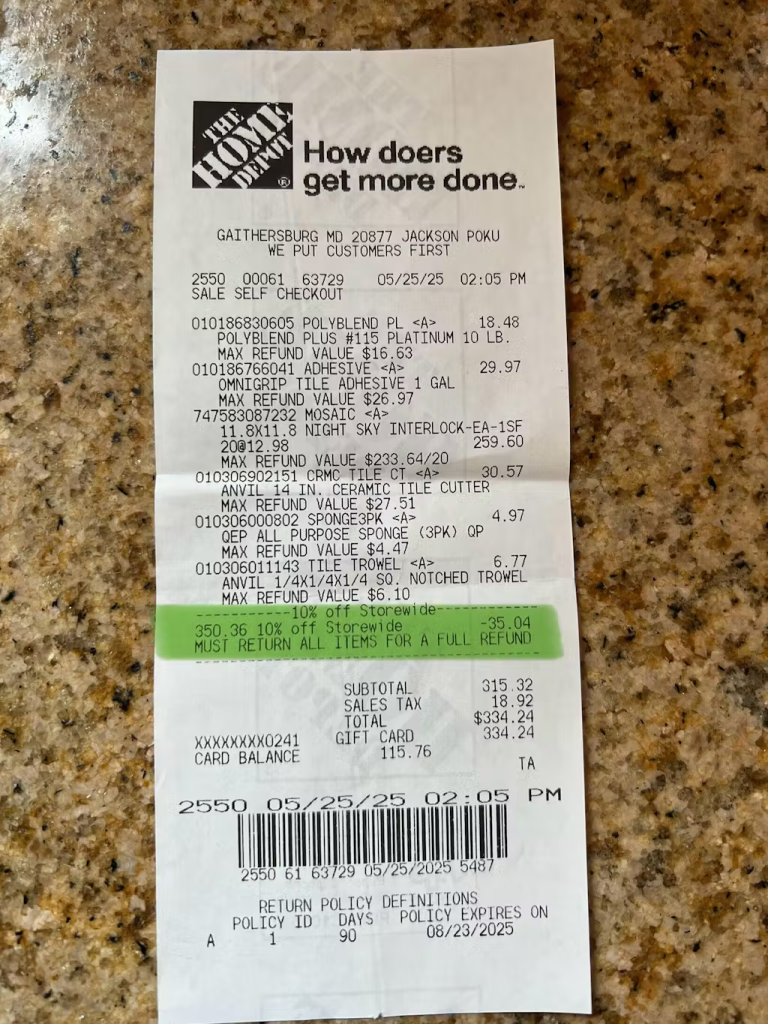 THE
HOME
DEPOT
®
How doers
get more done™
GAITHERSBURG MD 20877 JACKSON POKU
WE PUT CUSTOMERS FIRST
2550 00061 63729 05/25/25 02:05 PM
SALE SELF CHECKOUT
010186830605 POLYBLEND PL <A> 18.48
POLYBLEND PLUS #115 PLATINUM 10 LB.
MAX REFUND VALUE $16.63
010186766041 ADHESIVE <A> 29.97
OMNIGRIP TILE ADHESIVE 1 GAL
MAX REFUND VALUE $26.97
747583087232 MOSAIC <A>
11.8X11.8 NIGHT SKY INTERLOCK-EA-1SF
20@12.98 259.60
MAX REFUND VALUE $233.64/20
010306902151 CRMC TILE CT <A> 30.57
ANVIL 14 IN. CERAMIC TILE CUTTER
MAX REFUND VALUE $27.51
010306000802 SPONGE3PK <A> 4.97
QEP ALL PURPOSE SPONGE (3PK) QP
MAX REFUND VALUE $4.47
010306011143 TILE TROWEL <A> 6.77
ANVIL 1/4X1/4X1/4 SQ. NOTCHED TROWEL
MAX REFUND VALUE $6.10
-----------10% off Storewide------------
350.36 10% off Storewide -35.04
MUST RETURN ALL ITEMS FOR A FULL REFUND
----------------------------------------
SUBTOTAL 315.32
SALES TAX 18.92
TOTAL $334.24
XXXXXXXX0241 GIFT CARD 334.24
CARD BALANCE 115.76
TA
2550 05/25/25 02:05 PM
2550 61 63729 05/25/2025 5487
RETURN POLICY DEFINITIONS
POLICY ID DAYS POLICY EXPIRES ON
A 1 90 08/23/2025